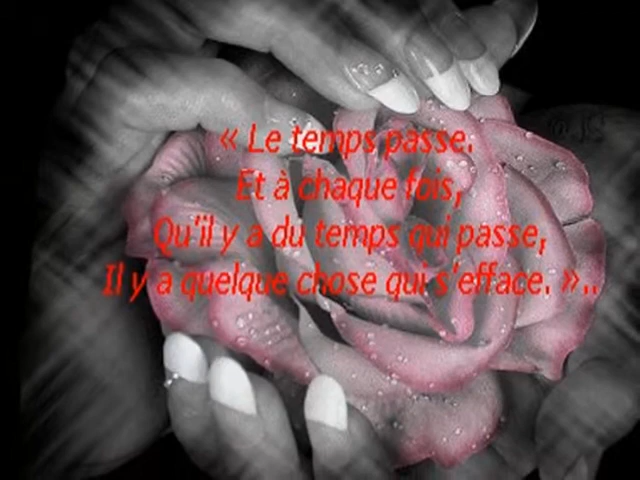 « Le temps passe.
Et à chaque fois,
Qu'il y a du temps qui passe,
Il y a quelque chose qui s'efface. »..